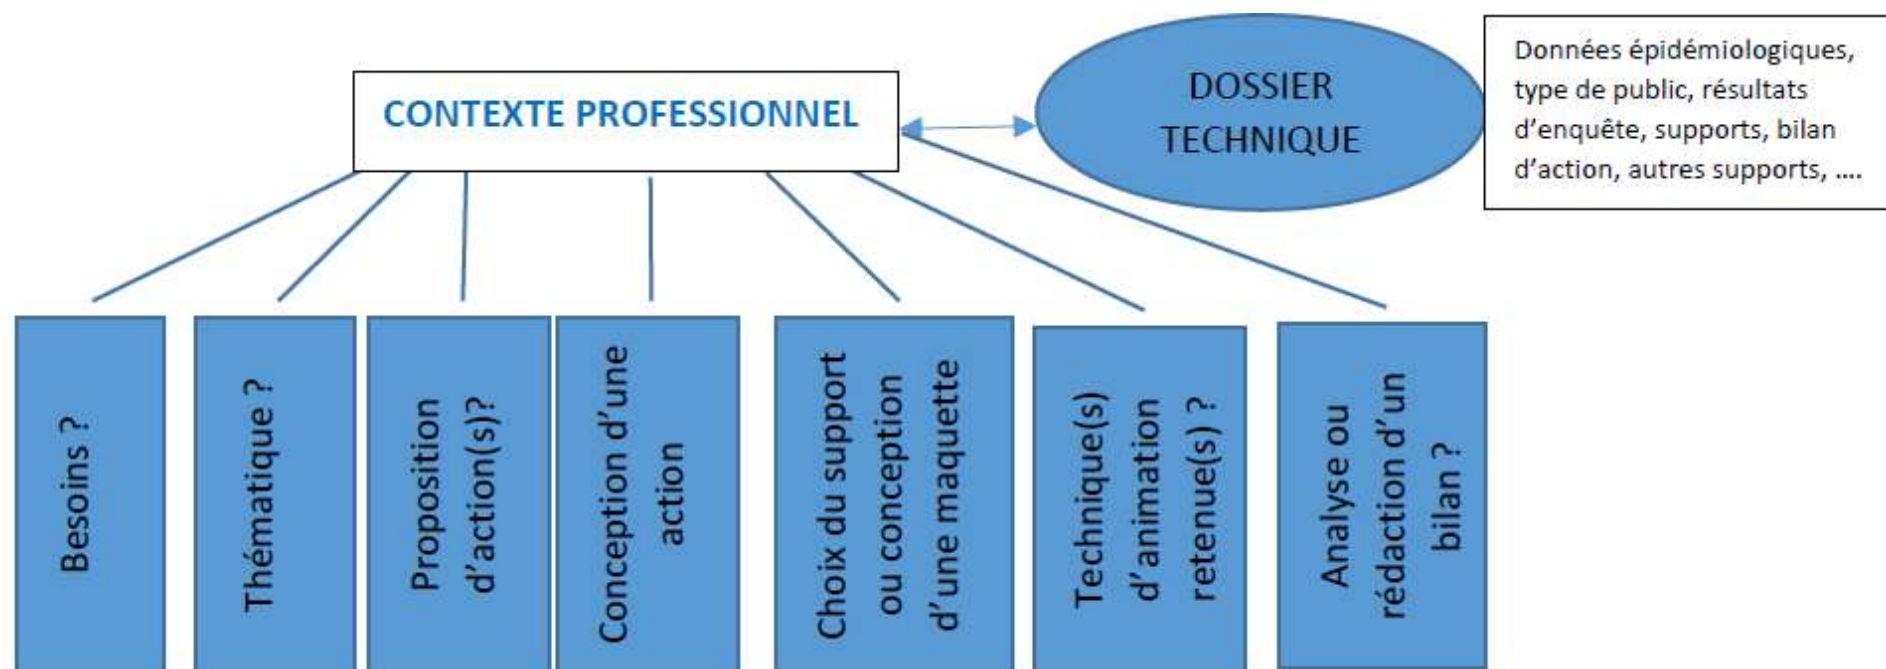 CONTEXTE PROFESSIONNEL
DOSSIER
TECHNIQUE
Données épidémiologiques,
type de public, résultats
d’enquête, supports, bilan
d’action, autres supports, ....
Besoins ?
Thématique ?
Proposition
d’action(s)?
Conception d’une
action
Choix du support
ou conception
d’une maquette
Technique(s)
d’animation
retenue(s) ?
Analyse ou
rédaction d’un
bilan ?